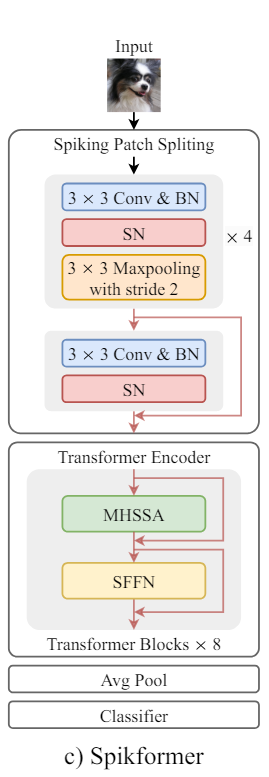 Input
Spiking Patch Spliting
3 × 3 Conv & BN
SN
3 × 3 Maxpooling
with stride 2
× 4
3 × 3 Conv & BN
SN
Transformer Encoder
MHSSA
SFFN
Transformer Blocks × 8
Avg Pool
Classifier
c) Spikformer